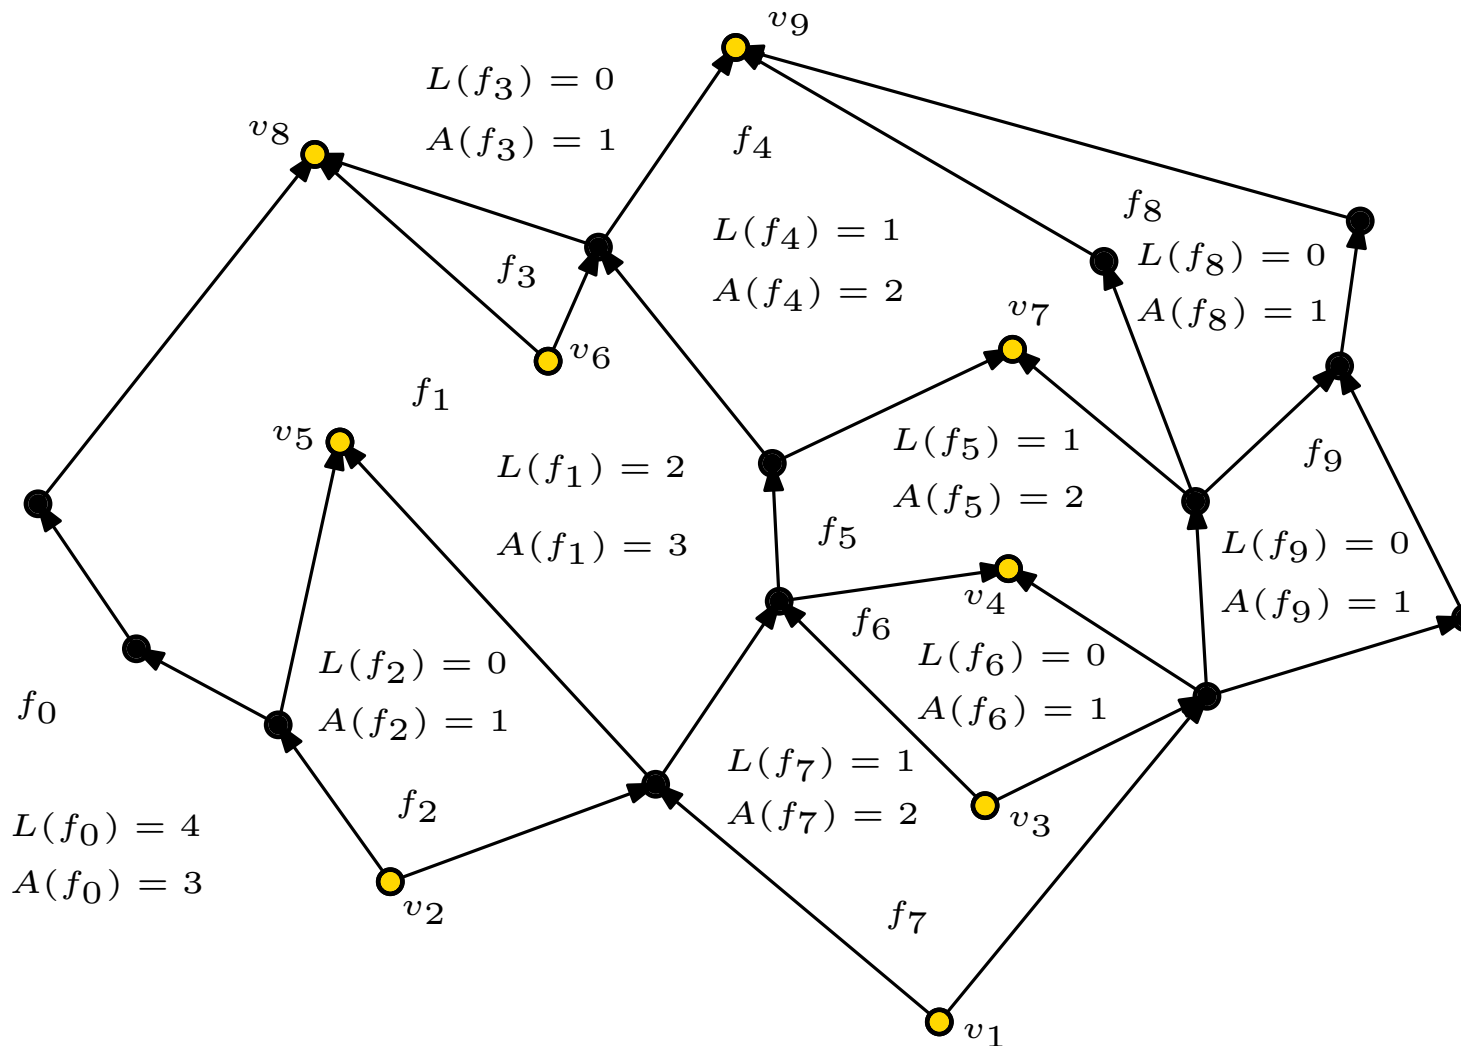 v9
L(f3) = 0
A(f3) = 1
v8
f4
f8
L(f4) = 1
A(f4) = 2
L(f8) = 0
A(f8) = 1
f3
v7
v6
f1
v5
L(f5) = 1
A(f5) = 2
f9
L(f1) = 2
A(f1) = 3
f5
L(f9) = 0
A(f9) = 1
v4
f6
L(f6) = 0
A(f6) = 1
L(f2) = 0
A(f2) = 1
f0
L(f7) = 1
A(f7) = 2
f2
v3
L(f0) = 4
A(f0) = 3
v2
f7
v1